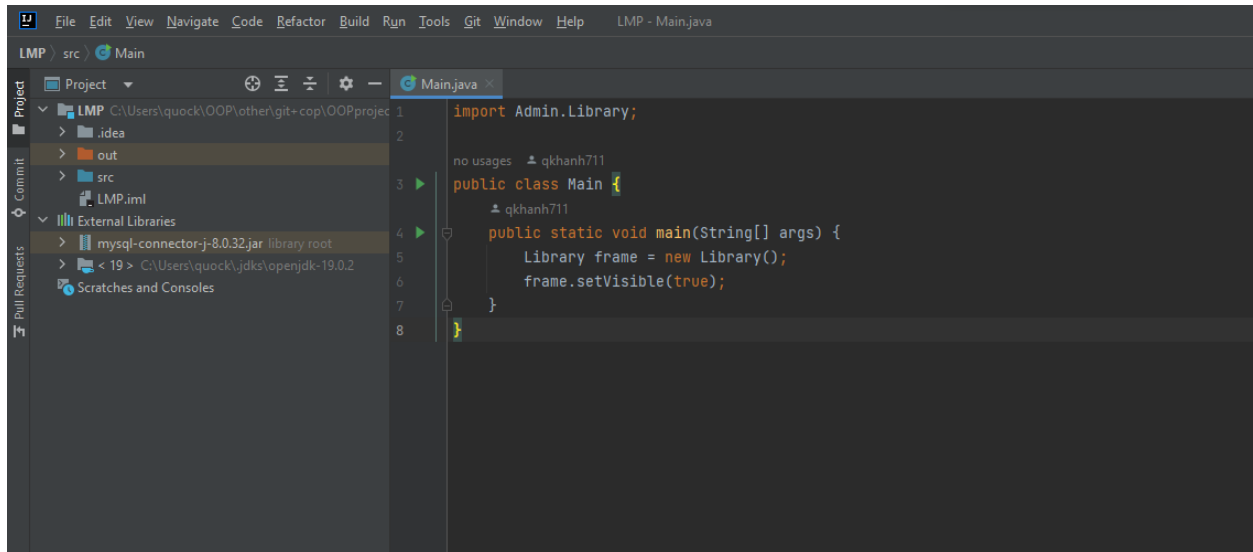 File Edit View Navigate Code Refactor Build Run Tools Git Window Help LMP - Main.java
LMP src Main
Project
Main.java
Project
Commit
Pull Requests
LMP C:\Users\quock\OOP\other\git+cop\OOPprojec
.idea
out
src
LMP.iml
External Libraries
mysql-connector-j-8.0.32.jar library root
< 19 > C:\Users\quock\.jdks\openjdk-19.0.2
Scratches and Consoles
1 import Admin.Library;
2
no usages qkhanh711
3 public class Main {
qkhanh711
4 public static void main(String[] args) {
5 Library frame = new Library();
6 frame.setVisible(true);
7 }
8 }